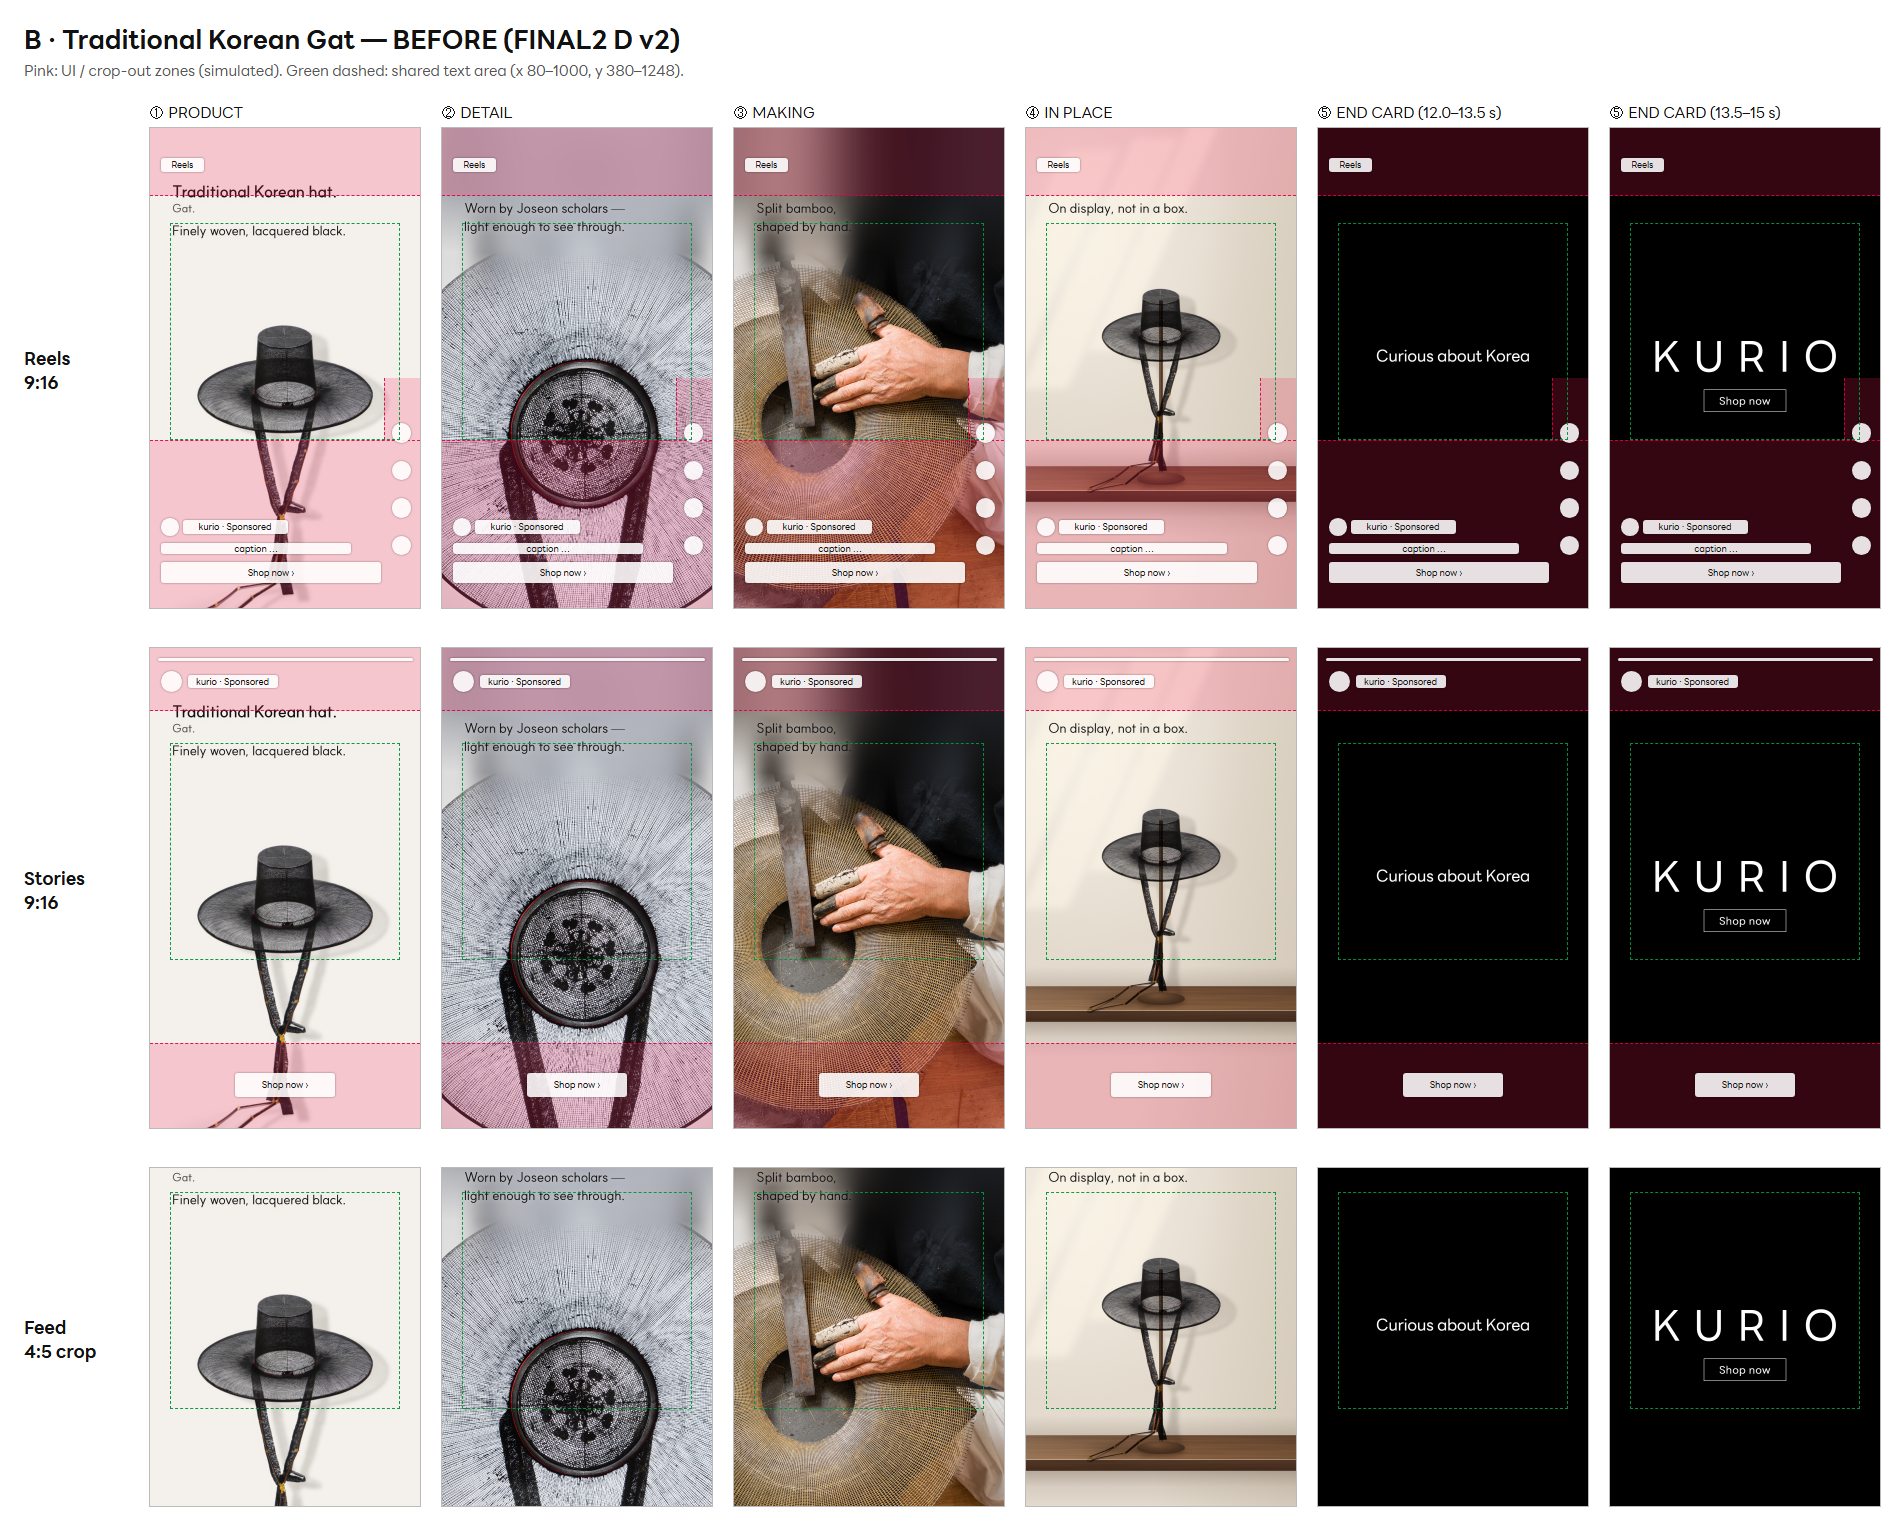 B · Traditional Korean Gat — BEFORE (FINAL2 D v2)
Pink: UI / crop-out zones (simulated). Green dashed: shared text area (x 80–1000, y 380–1248).
① PRODUCT
② DETAIL
③ MAKING
④ IN PLACE
⑤ END CARD (12.0–13.5 s)
⑤ END CARD (13.5–15 s)
Reels
9:16
Reels
Traditional Korean hat.
Gat.
Finely woven, lacquered black.
kurio · Sponsored
caption ...
Shop now ›
Reels
Worn by Joseon scholars —
light enough to see through.
kurio · Sponsored
caption ...
Shop now ›
Reels
Split bamboo,
shaped by hand.
kurio · Sponsored
caption ...
Shop now ›
Reels
On display, not in a box.
kurio · Sponsored
caption ...
Shop now ›
Reels
Curious about Korea
kurio · Sponsored
caption ...
Shop now ›
Reels
KURIO
Shop now
kurio · Sponsored
caption ...
Shop now ›
Stories
9:16
kurio · Sponsored
Traditional Korean hat.
Gat.
Finely woven, lacquered black.
Shop now ›
kurio · Sponsored
Worn by Joseon scholars —
light enough to see through.
Shop now ›
kurio · Sponsored
Split bamboo,
shaped by hand.
Shop now ›
kurio · Sponsored
On display, not in a box.
Shop now ›
kurio · Sponsored
Curious about Korea
Shop now ›
kurio · Sponsored
KURIO
Shop now
Shop now ›
Feed
4:5 crop
Gat.
Finely woven, lacquered black.
Worn by Joseon scholars —
light enough to see through.
Split bamboo,
shaped by hand.
On display, not in a box.
Curious about Korea
KURIO
Shop now